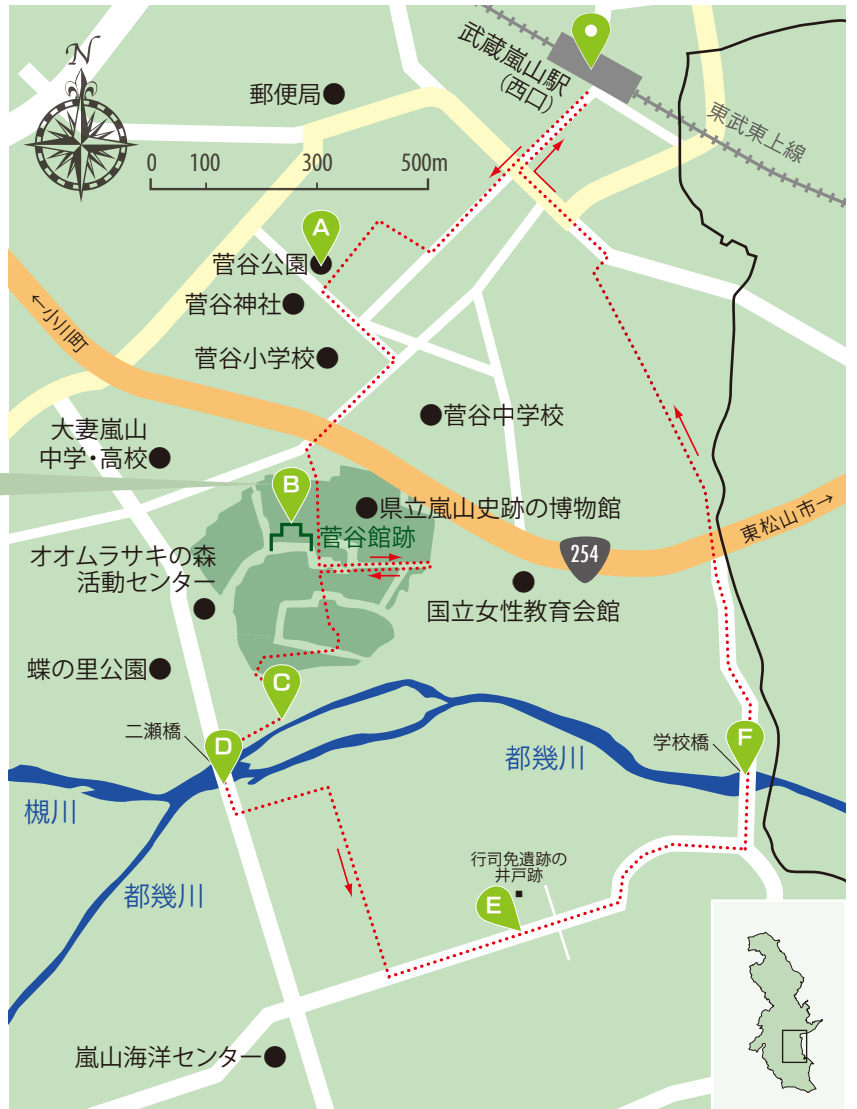 N
武蔵嵐山駅
(西口)
郵便局
東武東上線
0 100 300 500m
A
菅谷公園
菅谷神社
←小川町
菅谷小学校
菅谷中学校
大妻嵐山
中学・高校
B
県立嵐山史跡の博物館
菅谷館跡
東松山市→
254
オオムラサキの森
活動センター
国立女性教育会館
蝶の里公園
C
二瀬橋
D
学校橋
F
都幾川
槻川
都幾川
行司免遺跡の
井戸跡
E
嵐山海洋センター